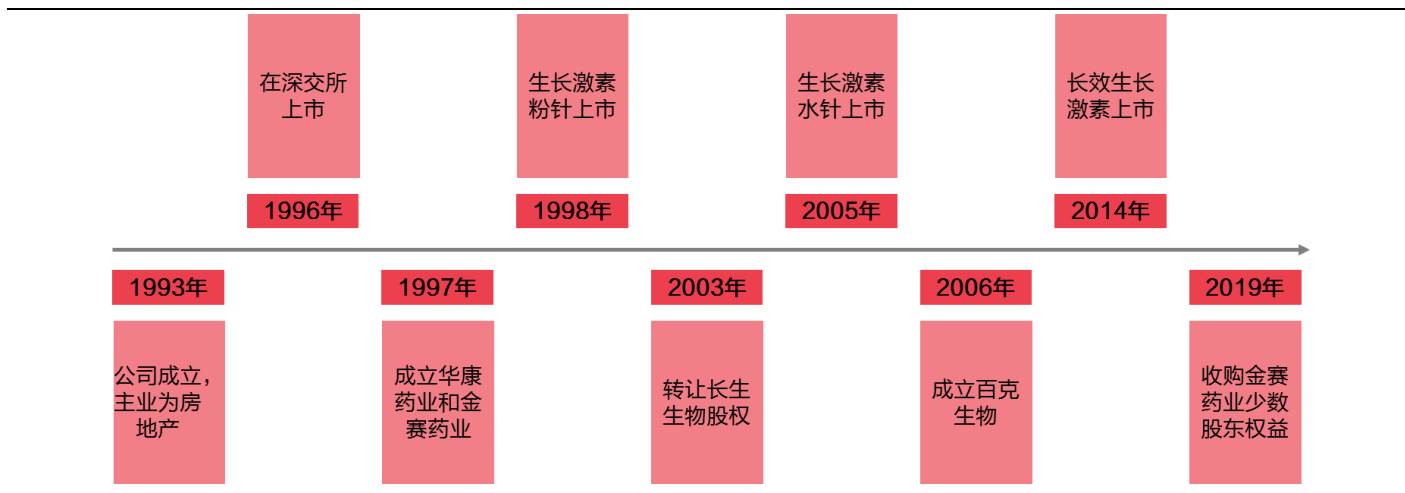 在深交所
上市
生长激素
粉针上市
生长激素
水针上市
长效生长
激素上市
1996年
1998年
2005年
2014年
1993年
1997年
2003年
2006年
2019年
公司成立，
主业为房
地产
成立华康
药业和金
赛药业
转让长生
生物股权
成立百克
生物
收购金赛
药业少数
股东权益